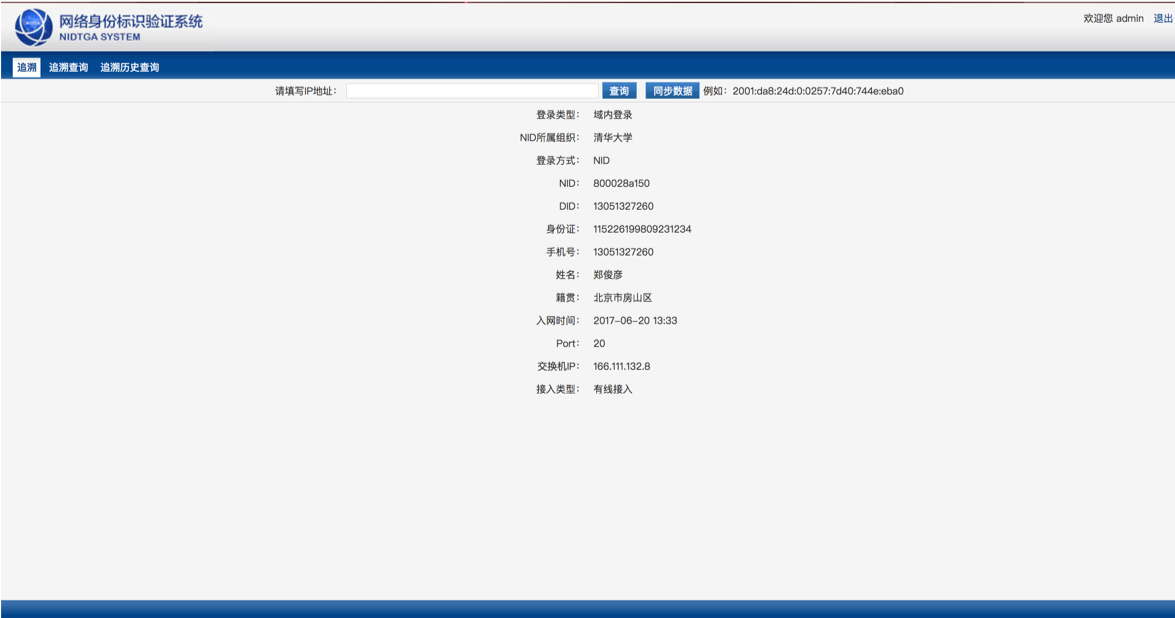 网络身份标识验证系统
NIDTGA SYSTEM
欢迎您 admin 退出
追溯 追溯查询 追溯历史查询
请填写IP地址: 查询 同步数据 例如: 2001:da8:24d:0:0257:7d40:744e:eba0
登录类型: 域内登录
NID所属组织: 清华大学
登录方式: NID
NID: 800028a150
DID: 13051327260
身份证: 115226199809231234
手机号: 13051327260
姓名: 郑俊彦
籍贯: 北京市房山区
入网时间: 2017-06-20 13:33
Port: 20
交换机IP: 166.111.132.8
接入类型: 有线接入